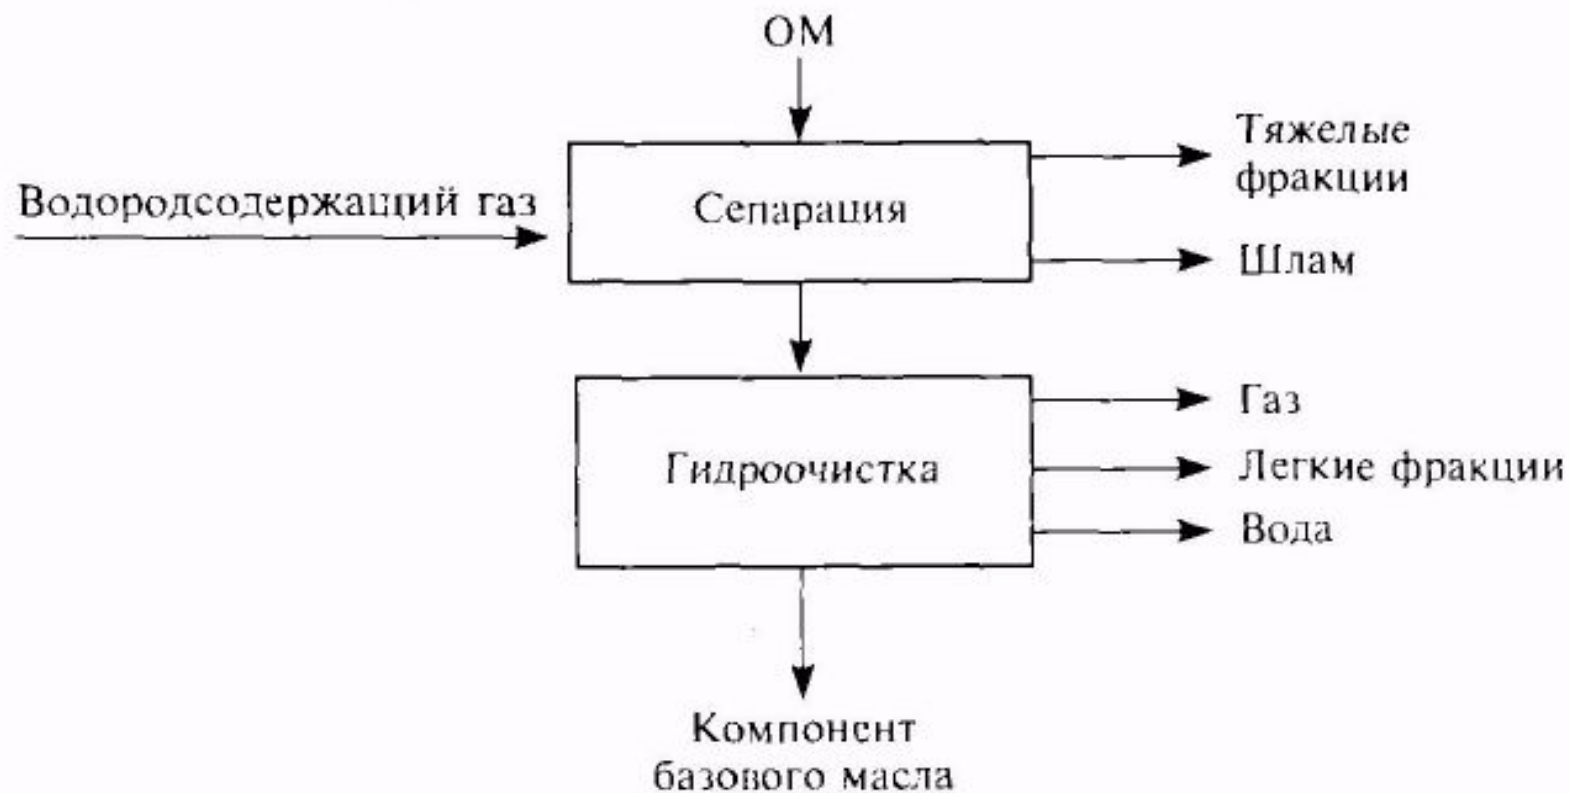 ОМ
Тяжелые
фракции
Водородсодержащий газ
Сепарация
Шлам
Газ
Гидроочистка
Легкие фракции
Вода
Компонент
базового масла